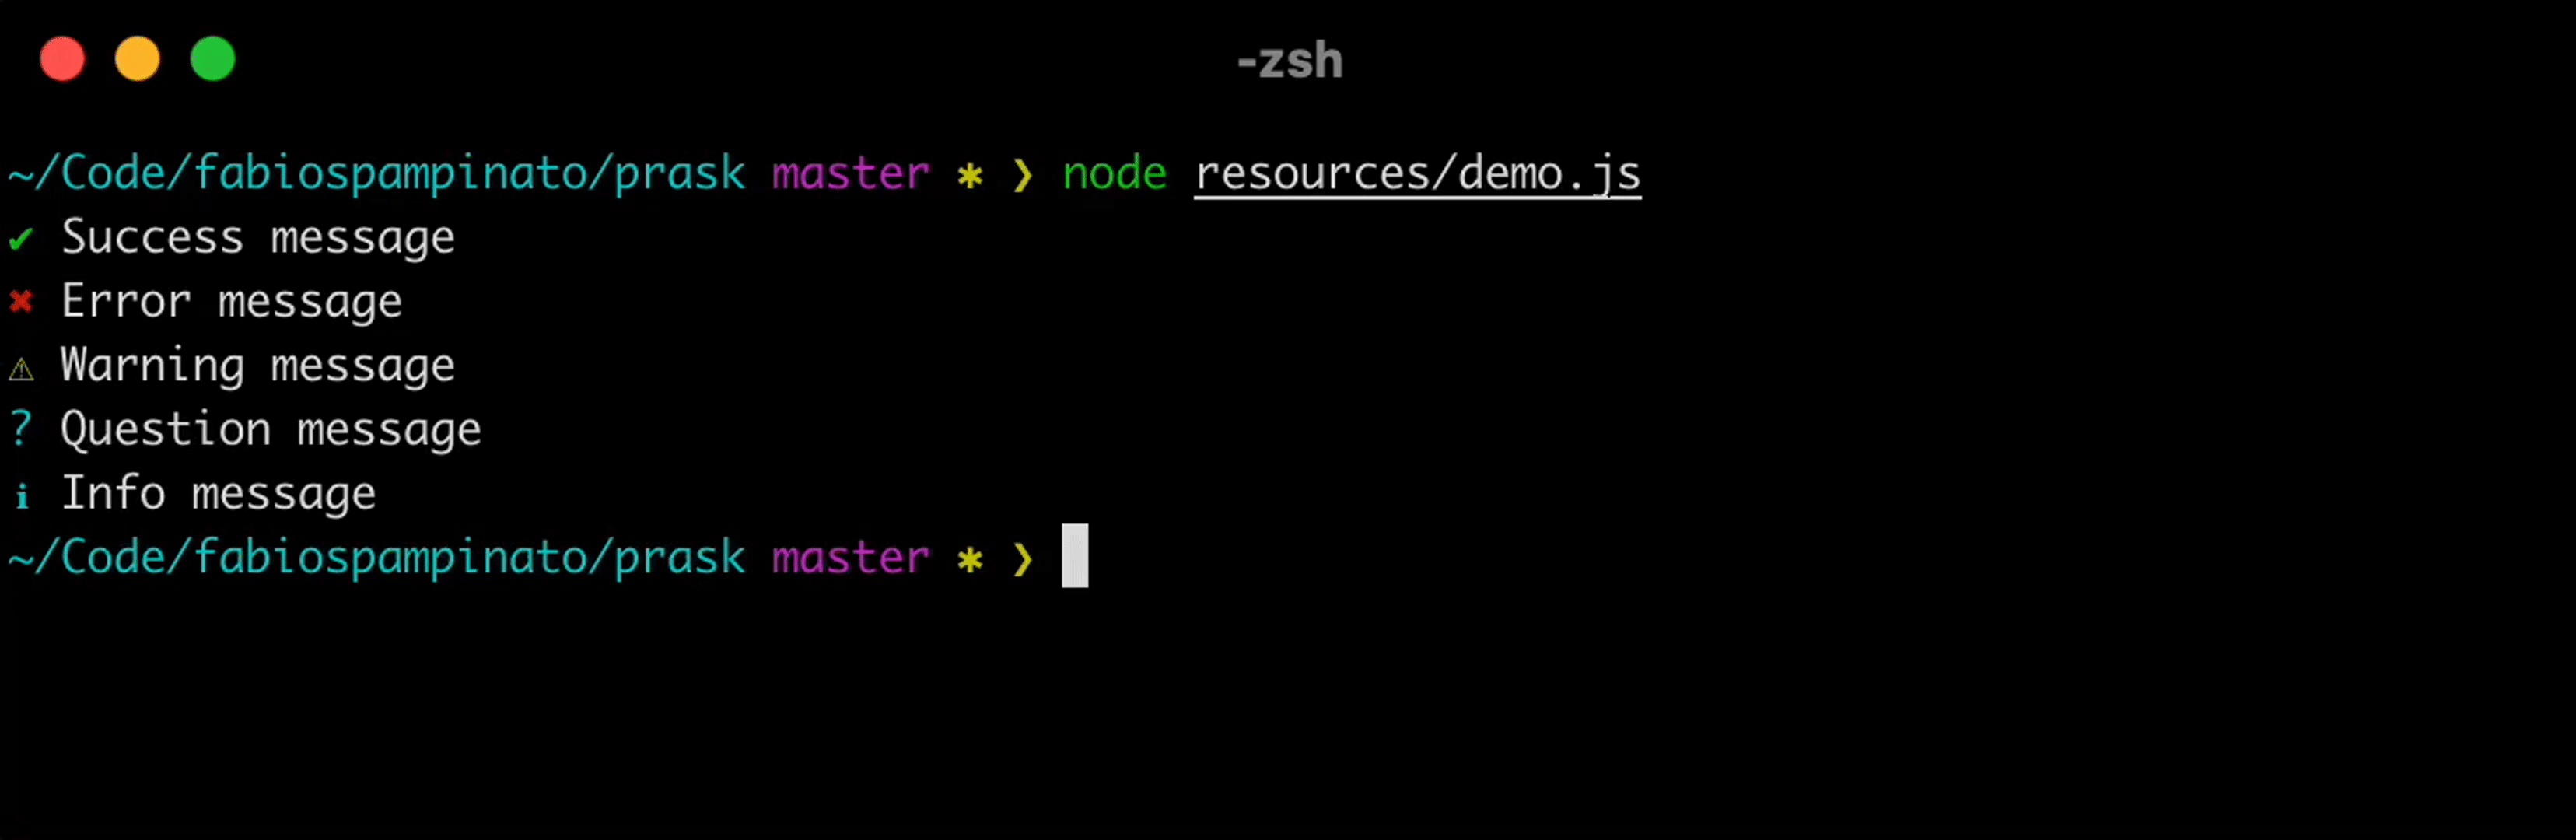 -zsh
~/Code/fabiospampinato/prask master * ❯ node resources/demo.js
✔ Success message
✖ Error message
⚠ Warning message
? Question message
ℹ Info message
~/Code/fabiospampinato/prask master * ❯